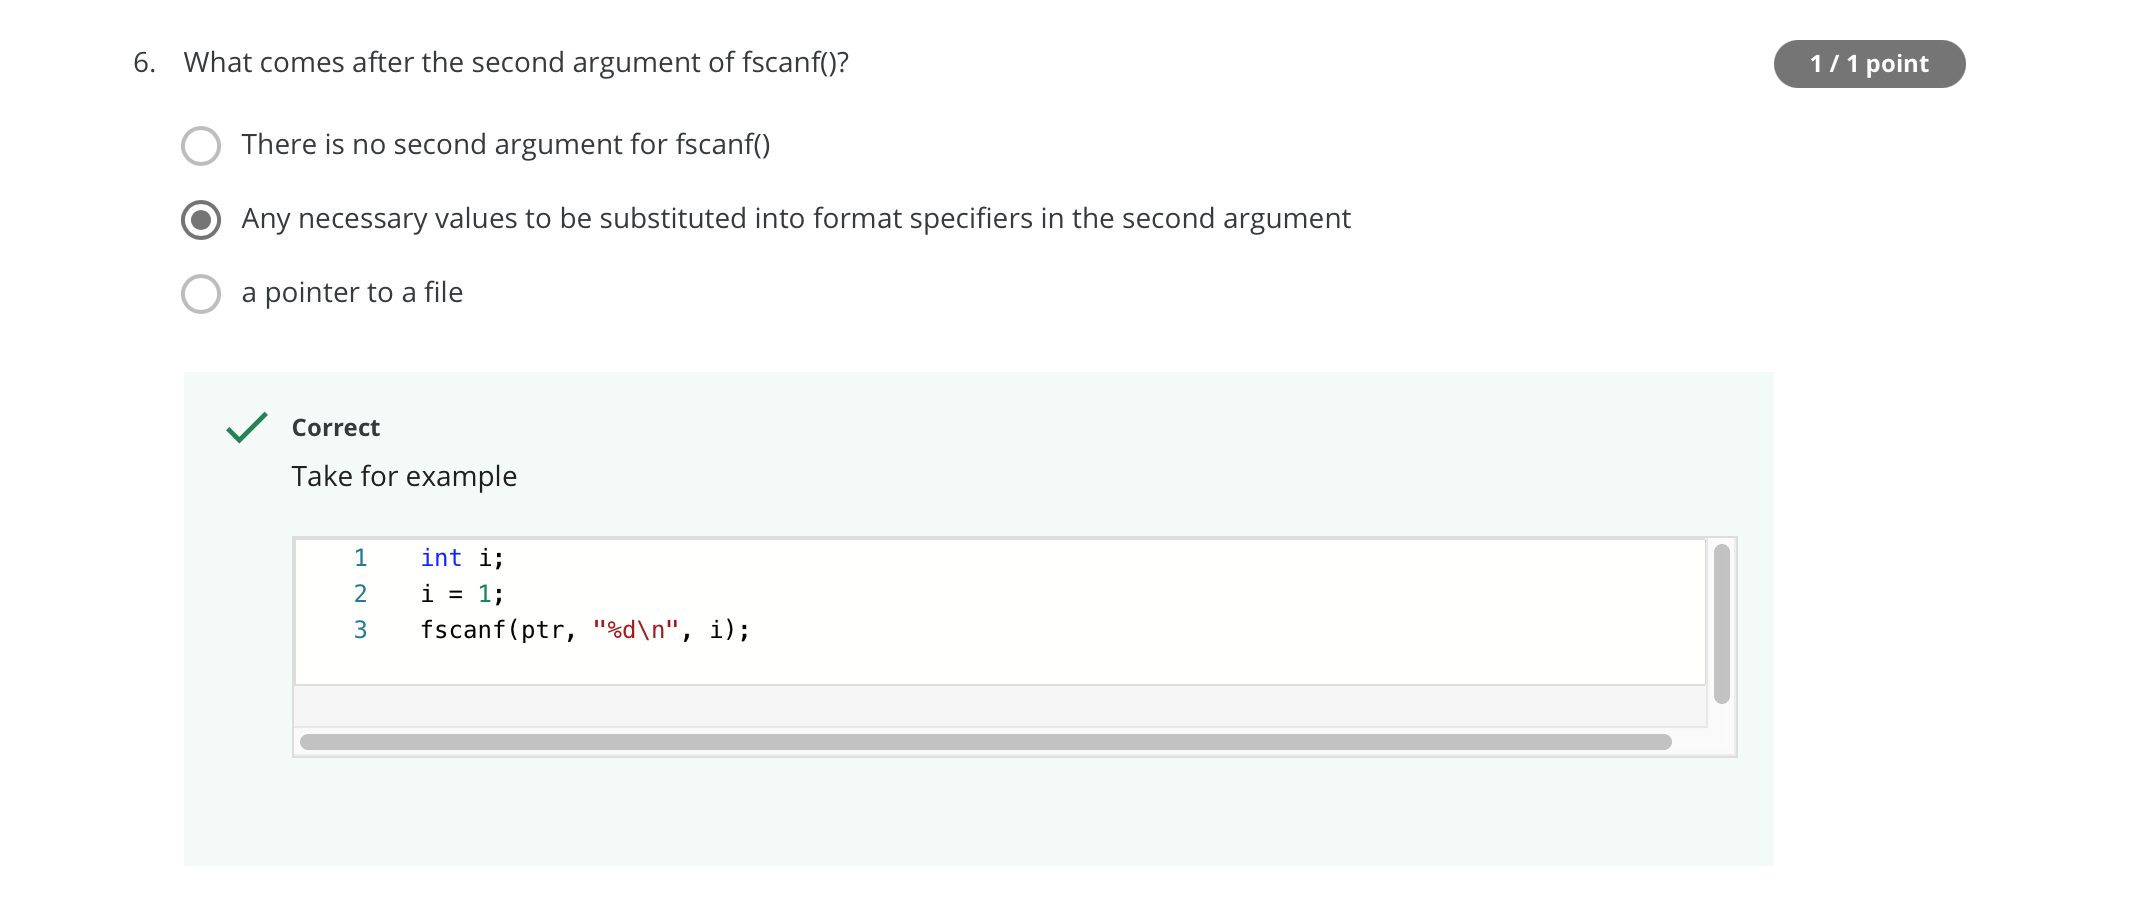 6. What comes after the second argument of fscanf()?
1 / 1 point
There is no second argument for fscanf()
Any necessary values to be substituted into format specifiers in the second argument
a pointer to a file
Correct
Take for example
1 int i;
2 i = 1;
3 fscanf(ptr, "%d\n", i);